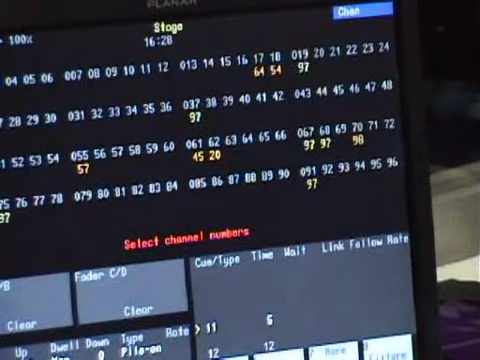 PLANAR
100% Stage Chan
16:28
04 05 06 007 08 09 10 11 12 013 14 15 16 17 18 019 20 21 22 23 24
64 54 97
27 28 29 30 031 32 33 34 35 36 037 38 39 40 41 42 043 44 45 46 47 48
97
51 52 53 54 055 56 57 58 59 60 061 62 63 64 65 66 067 68 69 70 71 72
57 45 20 97 97 98
75 76 77 78 079 80 81 82 83 84 085 86 87 88 89 90 091 92 93 94 95 96
97 97
Select channel numbers
Fader C/D
Clear Clear
Cue/Type Time Wait Link Follow Rate
Up Dwell Down Type Rate
0 Pile-on
> 11 5
12 12
More
Fixture